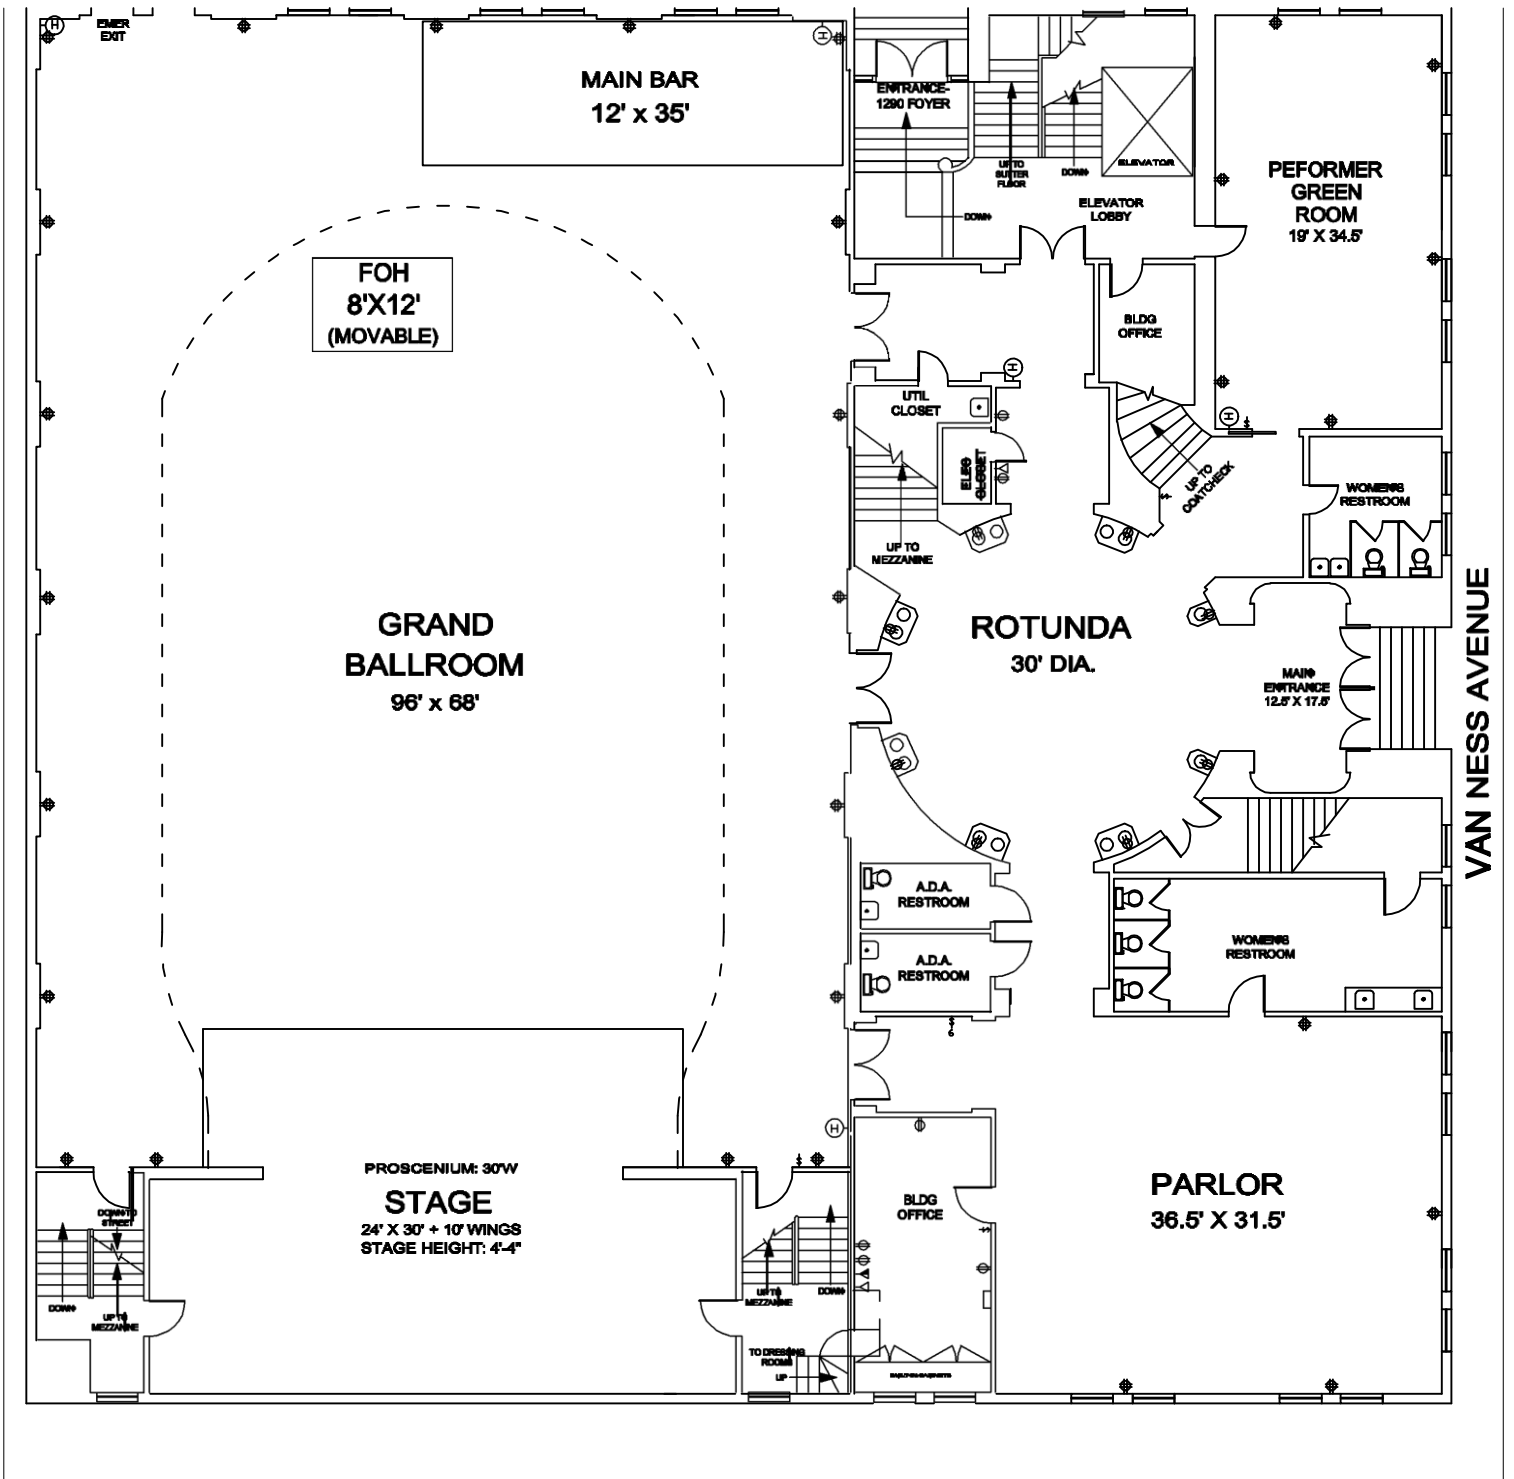 EMER
EXIT
H
H
MAIN BAR
12' x 35'
ENTRANCE-
1290 FOYER
UP TO
SUTTER
FLOOR
DOWN
ELEVATOR
DOWN
ELEVATOR
LOBBY
PEFORMER
GREEN
ROOM
19' X 34.5'
FOH
8'X12'
(MOVABLE)
BLDG
OFFICE
H
UTIL
CLOSET
ELEC
CLOSET
H
UP TO
COATCHECK
WOMEN'S
RESTROOM
UP TO
MEZZANINE
GRAND
BALLROOM
96' x 68'
ROTUNDA
30' DIA.
MAIN
ENTRANCE
12.5' X 17.5'
VAN NESS AVENUE
A.D.A.
RESTROOM
A.D.A.
RESTROOM
WOMEN'S
RESTROOM
H
PROSCENIUM: 30'W
STAGE
24' X 30' + 10' WINGS
STAGE HEIGHT: 4'-4"
DOWN TO
STREET
DOWN
UP TO
MEZZANINE
UP TO
MEZZANINE
DOWN
TO DRESSING
ROOMS
UP
BLDG
OFFICE
PARLOR
36.5' X 31.5'